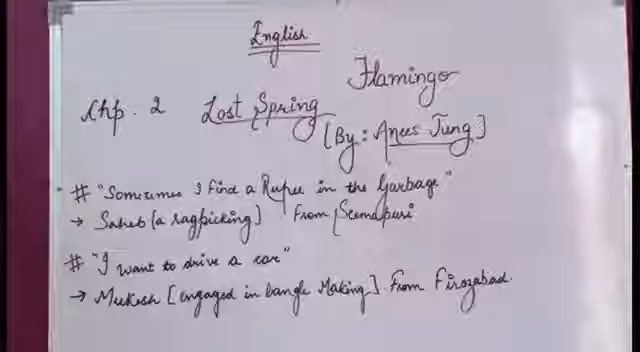 English
Flamingo
Chp. 2 Lost Spring
[By: Anees Jung]
# "Sometimes I find a Rupee in the Garbage"
→ Saheb [a ragpicking] From Seemapuri
# "I want to drive a car"
→ Mukesh [engaged in bangle Making] From Firozabad.